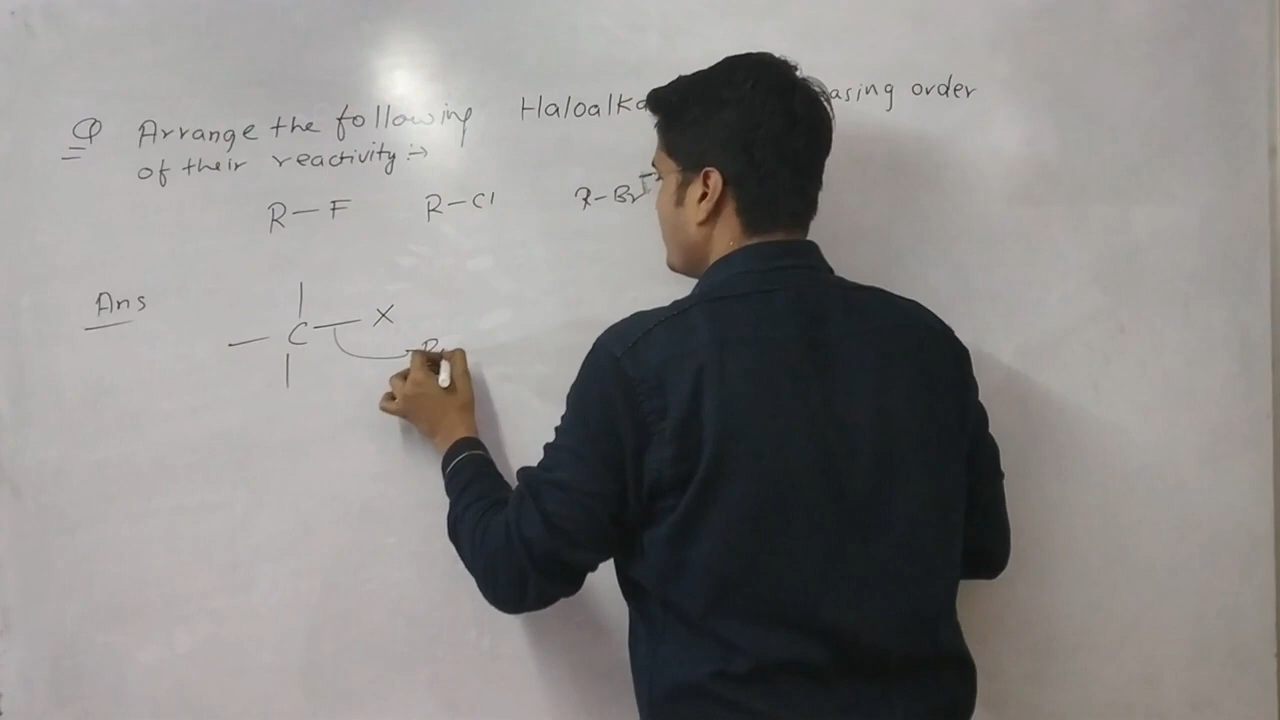 Q Arrange the following Haloalka asing order
of their reactivity :→
R—F R—Cl R—Br
Ans
C—X